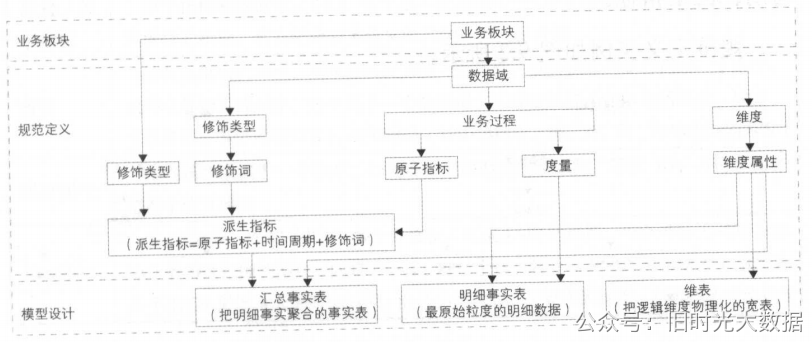 业务板块
业务板块
数据域
规范定义
修饰类型
业务过程
维度
修饰类型
修饰词
原子指标
度量
维度属性
派生指标
（派生指标=原子指标+时间周期+修饰词）
模型设计
汇总事实表
（把明细事实聚合的事实表）
明细事实表
（最原始粒度的明细数据）
维表
（把逻辑维度物理化的宽表）
公众号：旧时光大数据